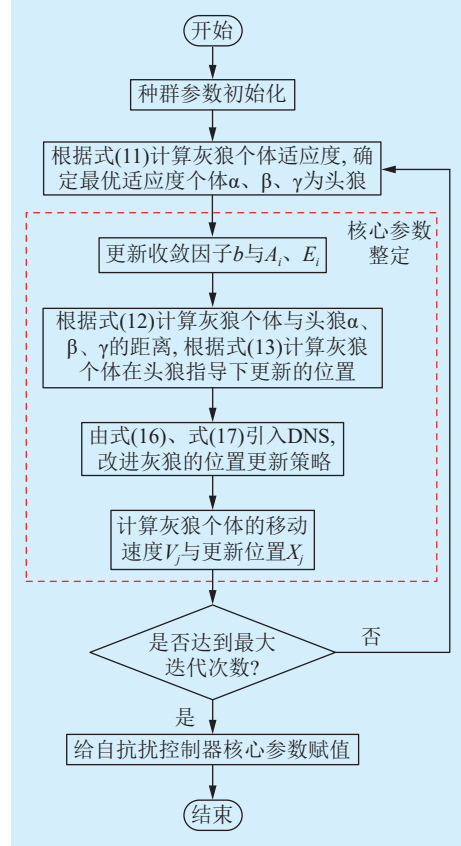 开始
种群参数初始化
根据式(11)计算灰狼个体适应度, 确
定最优适应度个体α、β、γ为头狼
核心参数
整定
更新收敛因子b与Ai、Ei
根据式(12)计算灰狼个体与头狼α、
β、γ的距离, 根据式(13)计算灰狼
个体在头狼指导下更新的位置
由式(16)、式(17)引入DNS,
改进灰狼的位置更新策略
计算灰狼个体的移动
速度Vj与更新位置Xj
是否达到最大
迭代次数?
否
是
给自抗扰控制器核心参数赋值
结束